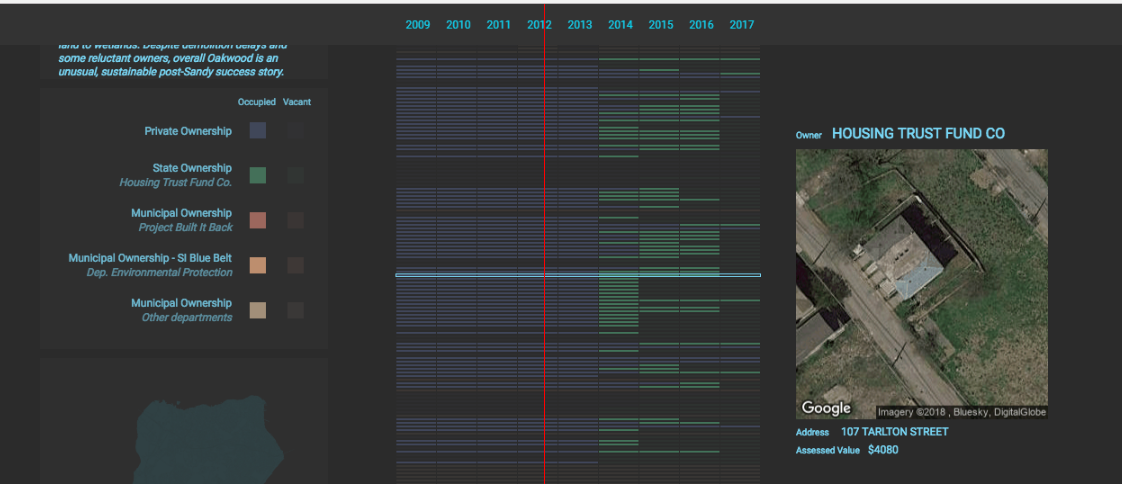 2009 2010 2011 2012 2013 2014 2015 2016 2017
land to wetlands. Despite demolition delays and
some reluctant owners, overall Oakwood is an
unusual, sustainable post-Sandy success story.
Occupied Vacant
Private Ownership
State Ownership
Housing Trust Fund Co.
Municipal Ownership
Project Built It Back
Municipal Ownership - SI Blue Belt
Dep. Environmental Protection
Municipal Ownership
Other departments
Owner HOUSING TRUST FUND CO
Google
Imagery ©2018 , Bluesky, DigitalGlobe
Address 107 TARLTON STREET
Assessed Value $4080